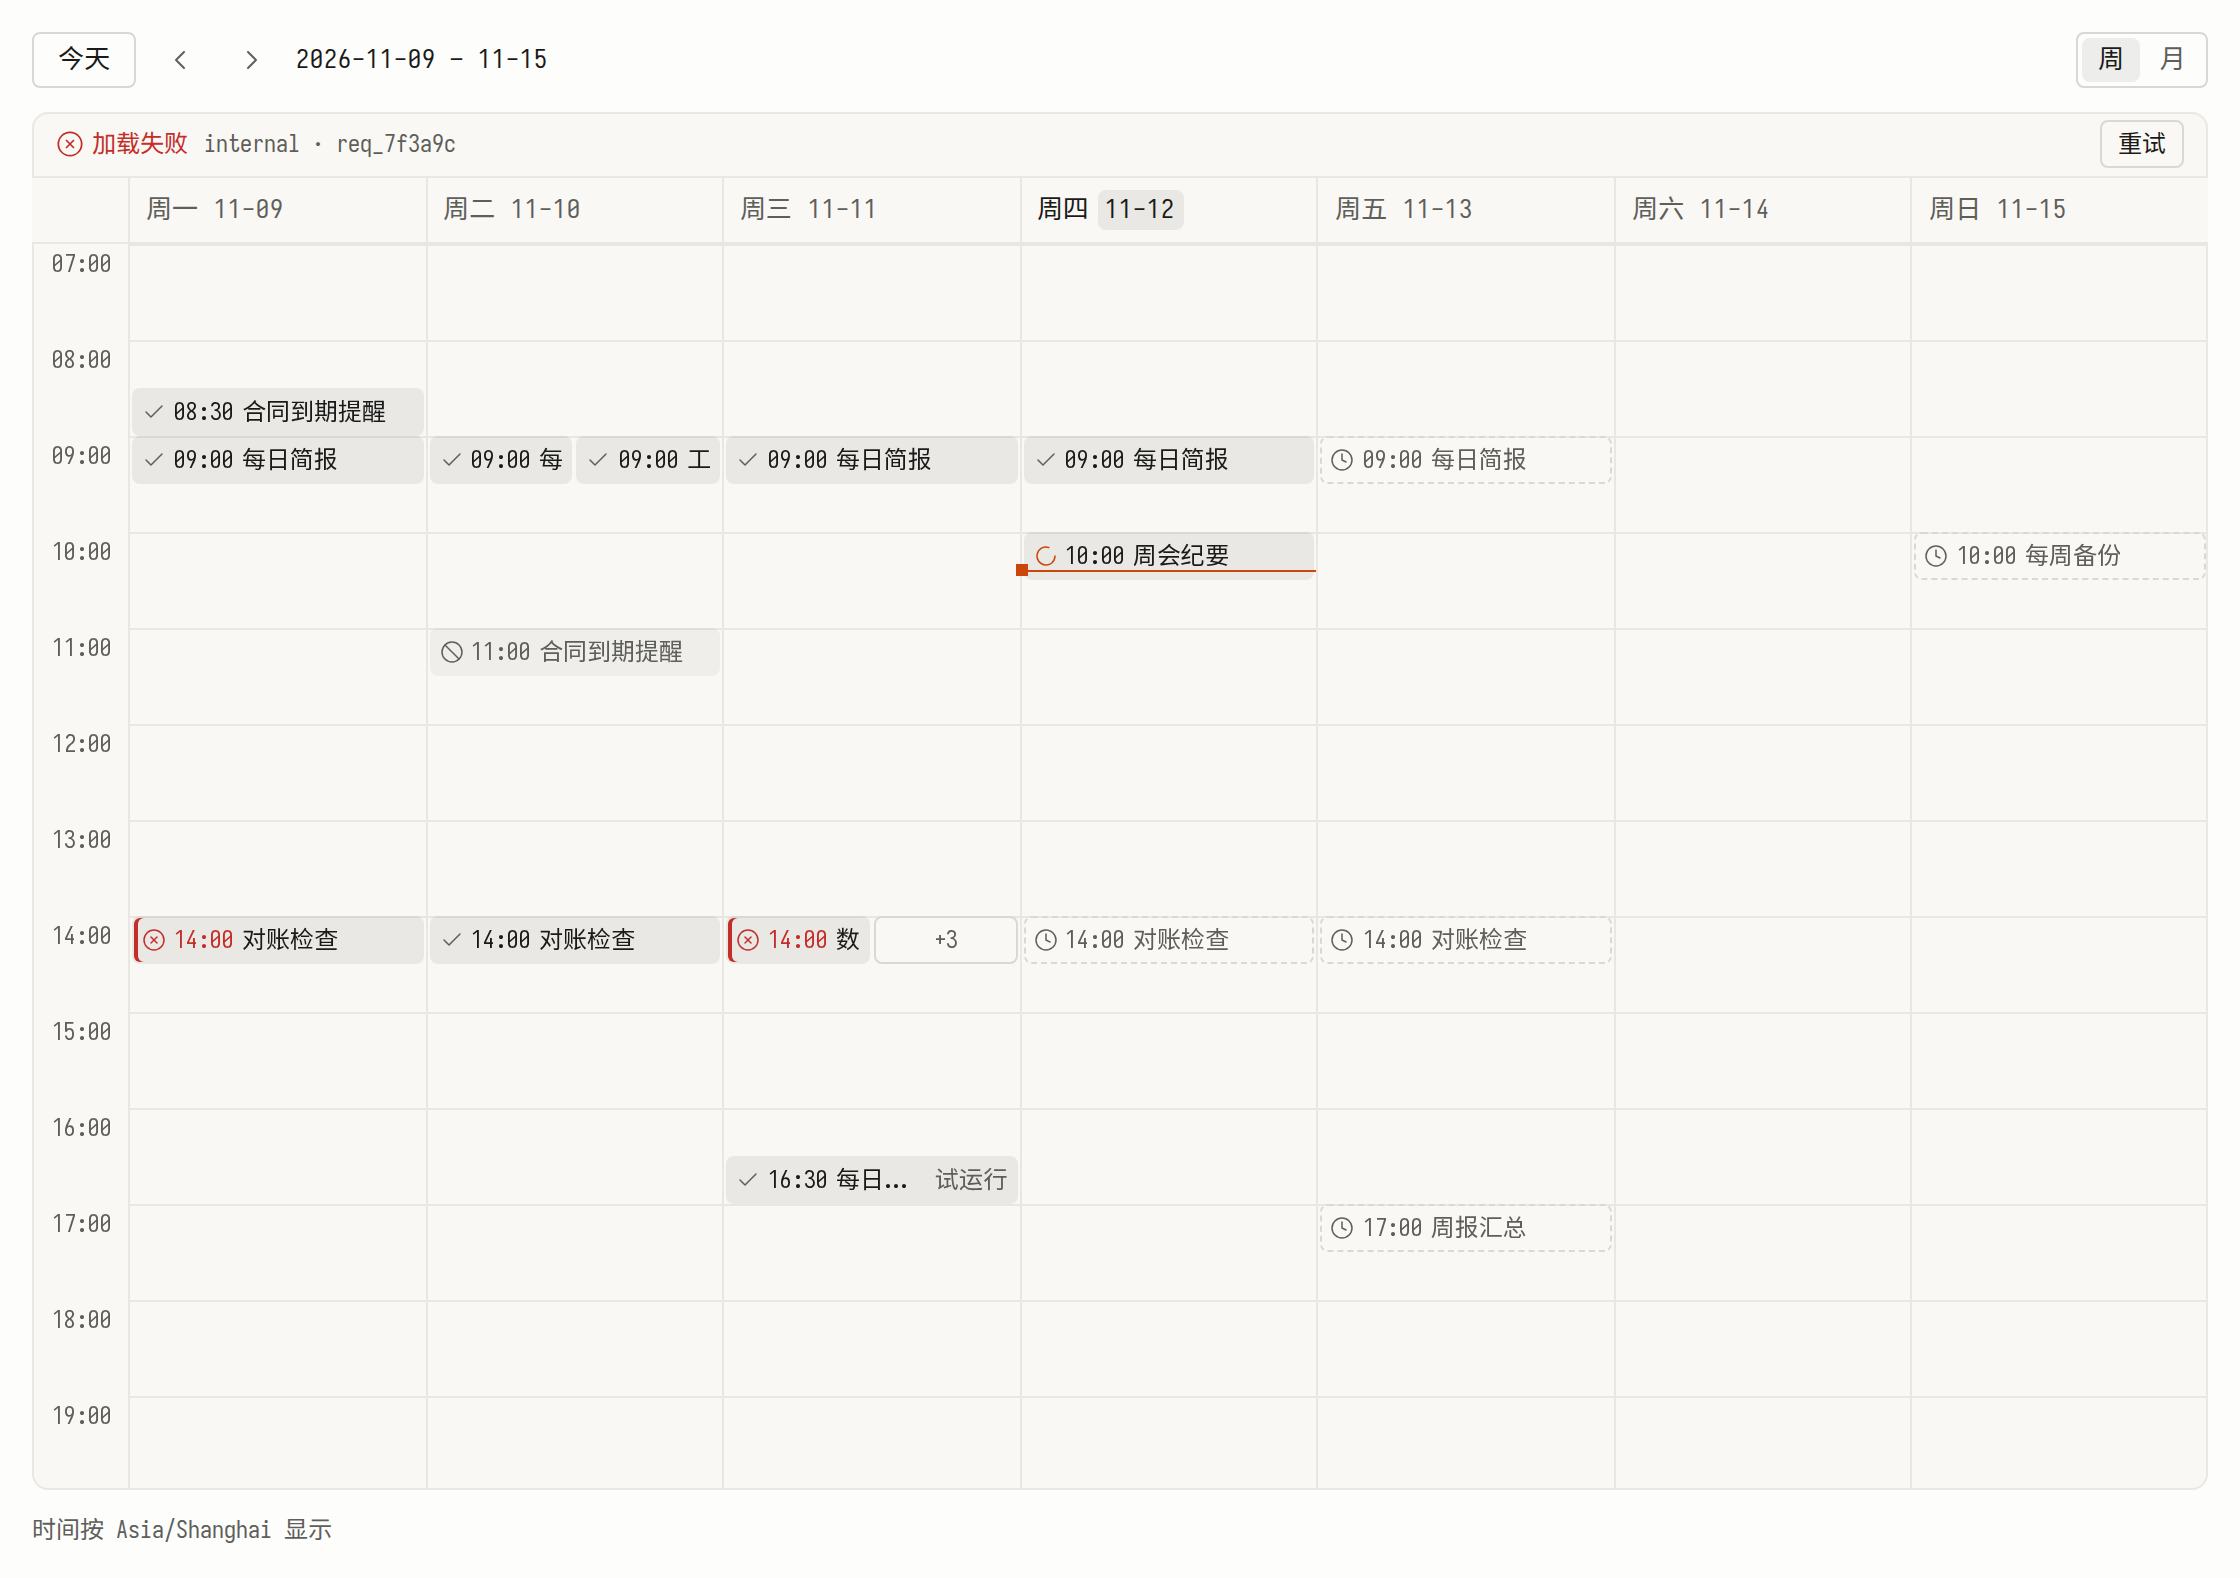 今天 2026-11-09 – 11-15 周 月
加载失败 internal · req_7f3a9c 重试
周一 11-09 周二 11-10 周三 11-11 周四 11-12 周五 11-13 周六 11-14 周日 11-15
07:00
08:00
08:30 合同到期提醒
09:00 09:00 每日简报 09:00 每 09:00 工 09:00 每日简报 09:00 每日简报 09:00 每日简报
10:00 10:00 周会纪要 10:00 每周备份
11:00 11:00 合同到期提醒
12:00
13:00
14:00 14:00 对账检查 14:00 对账检查 14:00 数 +3 14:00 对账检查 14:00 对账检查
15:00
16:00
16:30 每日... 试运行
17:00 17:00 周报汇总
18:00
19:00
时间按 Asia/Shanghai 显示